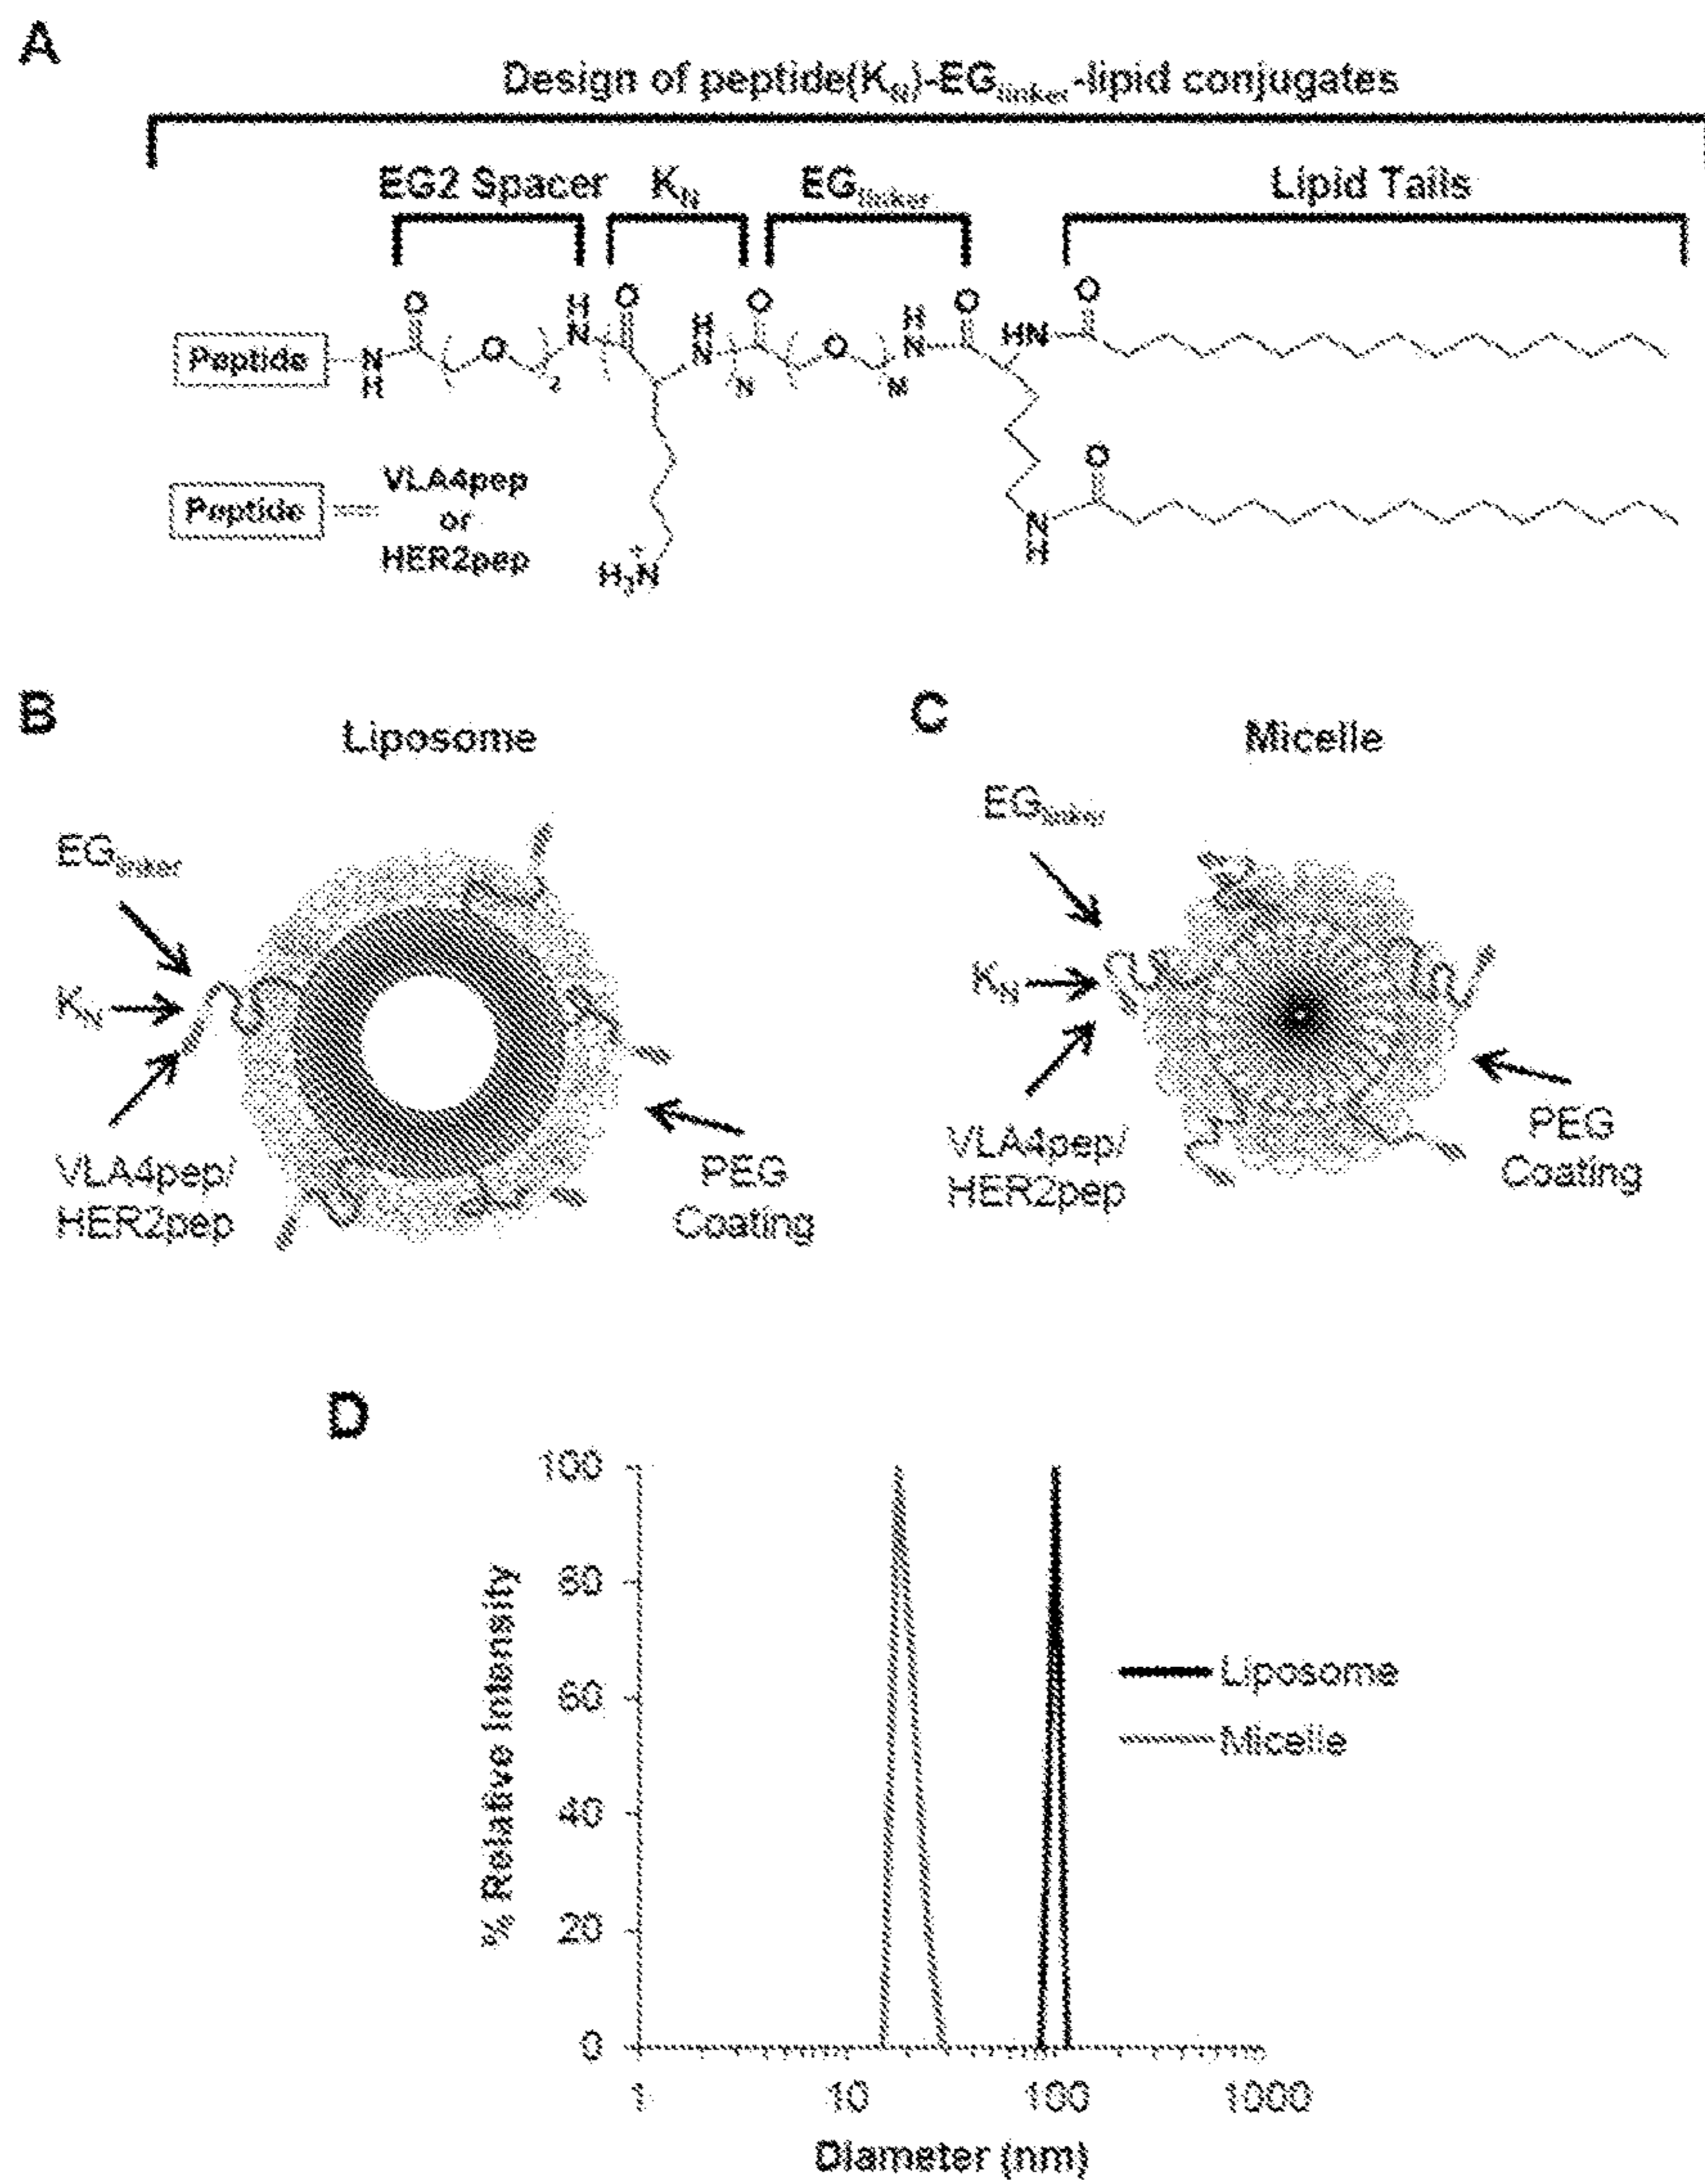 A
Design of peptide(K_N)-EG_linker-lipid conjugates
EG2 Spacer K_N EG_linker Lipid Tails
O H N O H N O H N O HN O
Peptide N H O 2 N O N
O
VLA4pep
Peptide == or
HER2pep
N H
H₃N⁺
B Liposome
EG_linker
K_N
VLA4pep/
HER2pep
PEG
Coating
C Micelle
EG_linker
K_N
VLA4pep/
HER2pep
PEG
Coating
D
100
80
60
40
20
0
% Relative Intensity
Liposome
Micelle
1 10 100 1000
Diameter (nm)